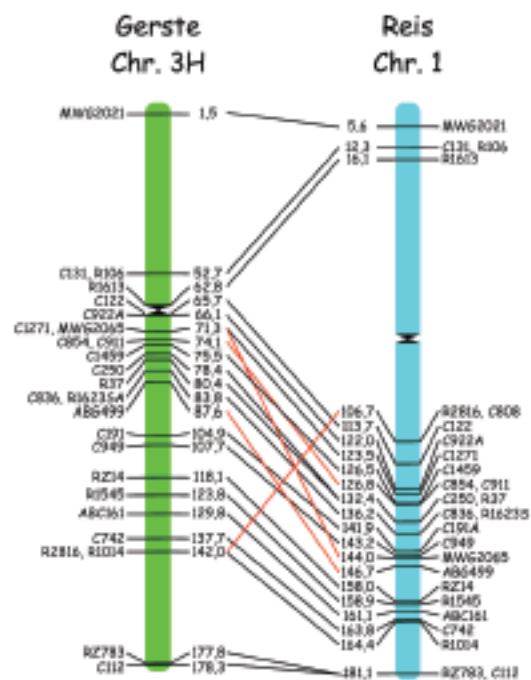 Gerste
Chr. 3H
Reis
Chr. 1
MWG2021 1,5
C131, R106 52,7
R1613 62,8
C122 65,7
C922A 66,1
C1271, MWG2065 71,3
C854, C911 74,1
C1459 75,5
C250 78,4
R37 80,4
C836, R1623SA 83,8
ABG499 87,6
C191 104,9
C949 107,7
RZ14 118,1
R1545 123,8
ABC161 129,8
C742 137,7
R2816, R1014 142,0
RZ783 177,8
C112 178,3
5,6 MWG2021
12,3 C131, R106
16,1 R1613
106,7 R2816, C808
113,7 C122
122,0 C922A
123,5 C1271
126,5 C1459
126,8 C854, C911
132,4 C250, R37
136,2 C836, R1623S
141,9 C191A
143,2 C949
144,0 MWG2065
146,7 ABG499
158,0 RZ14
158,9 R1545
161,1 ABC161
163,8 C742
164,4 R1014
181,1 RZ783, C112